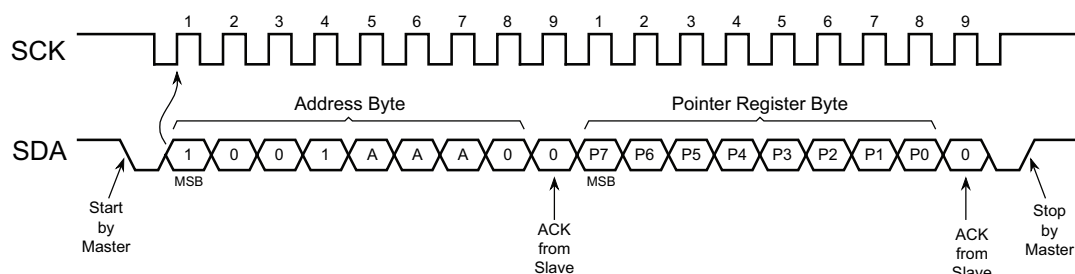 1 2 3 4 5 6 7 8 9 1 2 3 4 5 6 7 8 9
SCK
Address Byte
Pointer Register Byte
SDA
1 0 0 1 A A A 0 0 P7 P6 P5 P4 P3 P2 P1 P0 0
MSB
MSB
Start
by
Master
ACK
from
Slave
ACK
from
Slave
Stop
by
Master